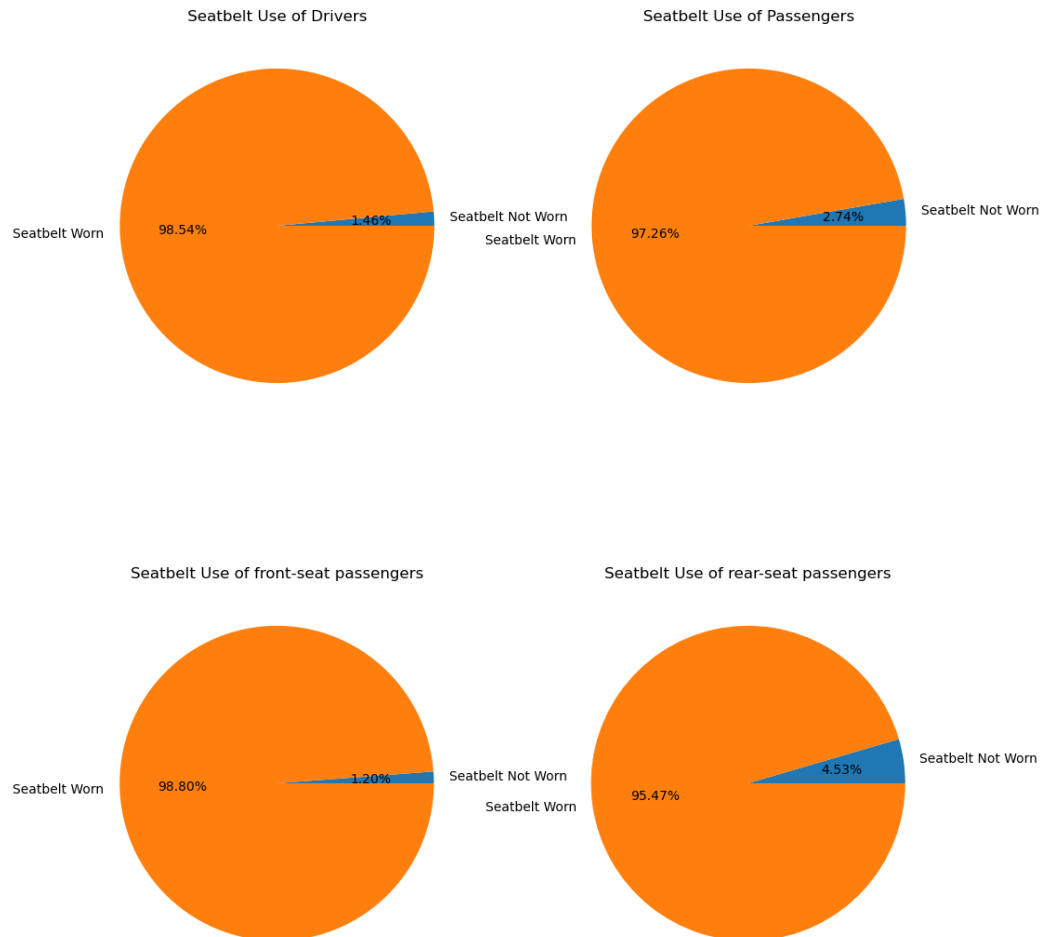 Seatbelt Use of Drivers
Seatbelt Worn
98.54%
1.46%
Seatbelt Not Worn
Seatbelt Use of Passengers
Seatbelt Worn
97.26%
2.74%
Seatbelt Not Worn
Seatbelt Use of front-seat passengers
Seatbelt Worn
98.80%
1.20%
Seatbelt Not Worn
Seatbelt Use of rear-seat passengers
Seatbelt Worn
95.47%
4.53%
Seatbelt Not Worn